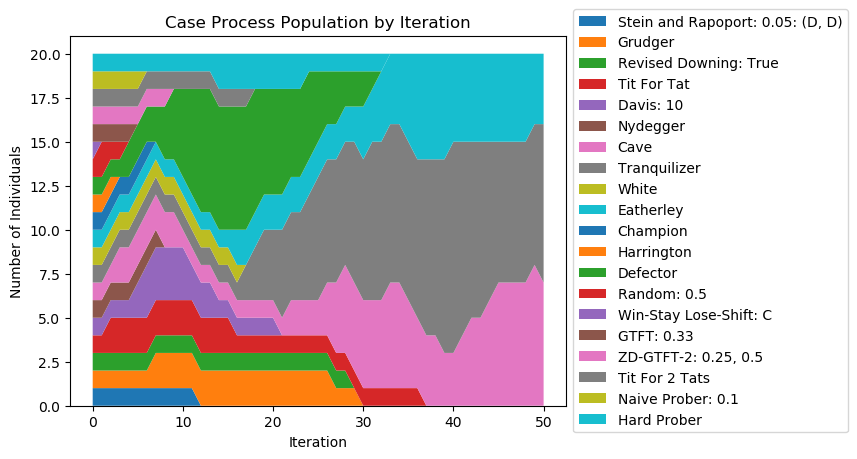 Case Process Population by Iteration
20.0
17.5
15.0
12.5
10.0
7.5
5.0
2.5
0.0
Number of Individuals
0 10 20 30 40 50
Iteration
Stein and Rapoport: 0.05: (D, D)
Grudger
Revised Downing: True
Tit For Tat
Davis: 10
Nydegger
Cave
Tranquilizer
White
Eatherley
Champion
Harrington
Defector
Random: 0.5
Win-Stay Lose-Shift: C
GTFT: 0.33
ZD-GTFT-2: 0.25, 0.5
Tit For 2 Tats
Naive Prober: 0.1
Hard Prober